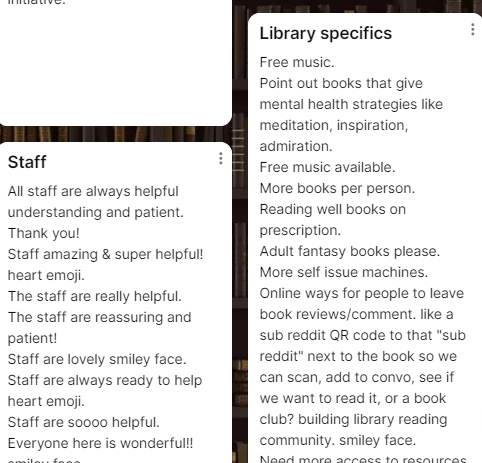 initiative.
Staff
All staff are always helpful
understanding and patient.
Thank you!
Staff amazing & super helpful!
heart emoji.
The staff are really helpful.
The staff are reassuring and
patient!
Staff are lovely smiley face.
Staff are always ready to help
heart emoji.
Staff are soooo helpful.
Everyone here is wonderful!!
smiley face
Library specifics
Free music.
Point out books that give
mental health strategies like
meditation, inspiration,
admiration.
Free music available.
More books per person.
Reading well books on
prescription.
Adult fantasy books please.
More self issue machines.
Online ways for people to leave
book reviews/comment. like a
sub reddit QR code to that "sub
reddit" next to the book so we
can scan, add to convo, see if
we want to read it, or a book
club? building library reading
community. smiley face.
Need more access to resources